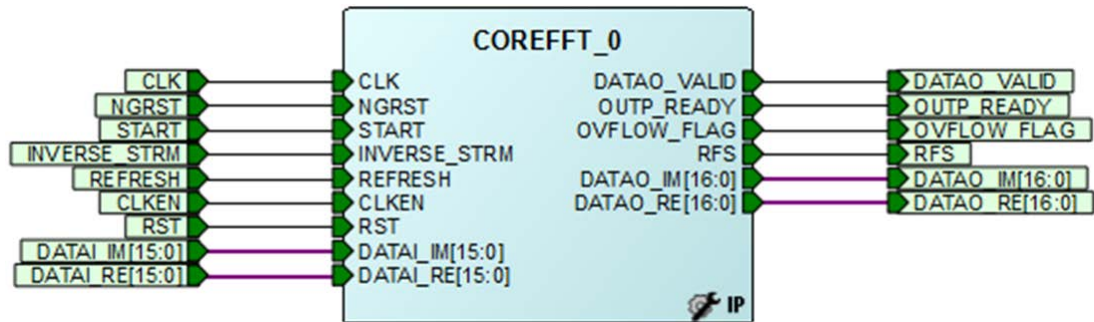 COREFFT_0
CLK CLK DATAO_VALID DATAO_VALID
NGRST NGRST OUTP_READY OUTP_READY
START START OVFLOW_FLAG OVFLOW_FLAG
INVERSE_STRM INVERSE_STRM RFS RFS
REFRESH REFRESH DATAO_IM[16:0] DATAO_IM[16:0]
CLKEN CLKEN DATAO_RE[16:0] DATAO_RE[16:0]
RST RST
DATAI_IM[15:0] DATAI_IM[15:0]
DATAI_RE[15:0] DATAI_RE[15:0]
IP